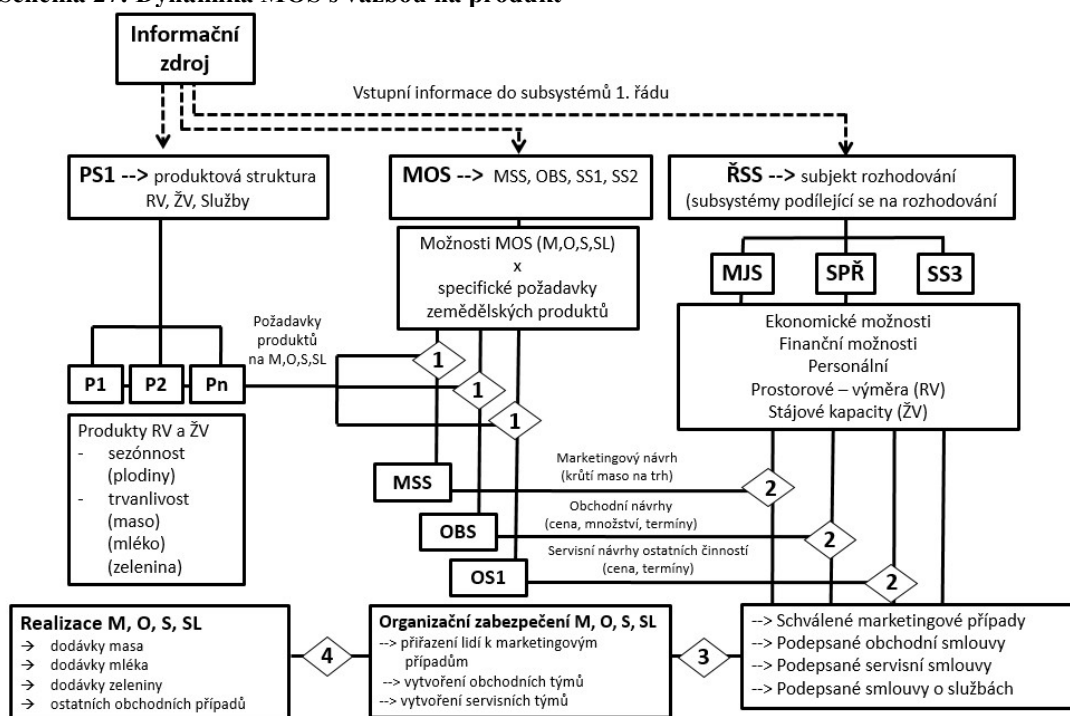 Schéma 27: Dynamika MOS s vazbou na produkt
Informační
zdroj
Vstupní informace do subsystémů 1. řádu
PS1 --> produktová struktura
RV, ŽV, Služby
MOS --> MSS, OBS, SS1, SS2
ŘSS --> subjekt rozhodování
(subsystémy podílející se na rozhodování
Možnosti MOS (M,O,S,SL)
x
specifické požadavky
zemědělských produktů
MJS
SPŘ
SS3
Ekonomické možnosti
Finanční možnosti
Personální
Prostorové – výměra (RV)
Stájové kapacity (ŽV)
Požadavky
produktů
na M,O,S,SL
P1
P2
Pn
1
1
1
Produkty RV a ŽV
- sezónnost
(plodiny)
- trvanlivost
(maso)
(mléko)
(zelenina)
MSS
Marketingový návrh
(krůtí maso na trh)
2
OBS
Obchodní návrhy
(cena, množství, termíny)
2
OS1
Servisní návrhy ostatních činností
(cena, termíny)
2
Realizace M, O, S, SL
→ dodávky masa
→ dodávky mléka
→ dodávky zeleniny
→ ostatních obchodních případů
4
Organizační zabezpečení M, O, S, SL
--> přiřazení lidí k marketingovým
případům
--> vytvoření obchodních týmů
--> vytvoření servisních týmů
3
--> Schválené marketingové případy
--> Podepsané obchodní smlouvy
--> Podepsané servisní smlouvy
--> Podepsané smlouvy o službách